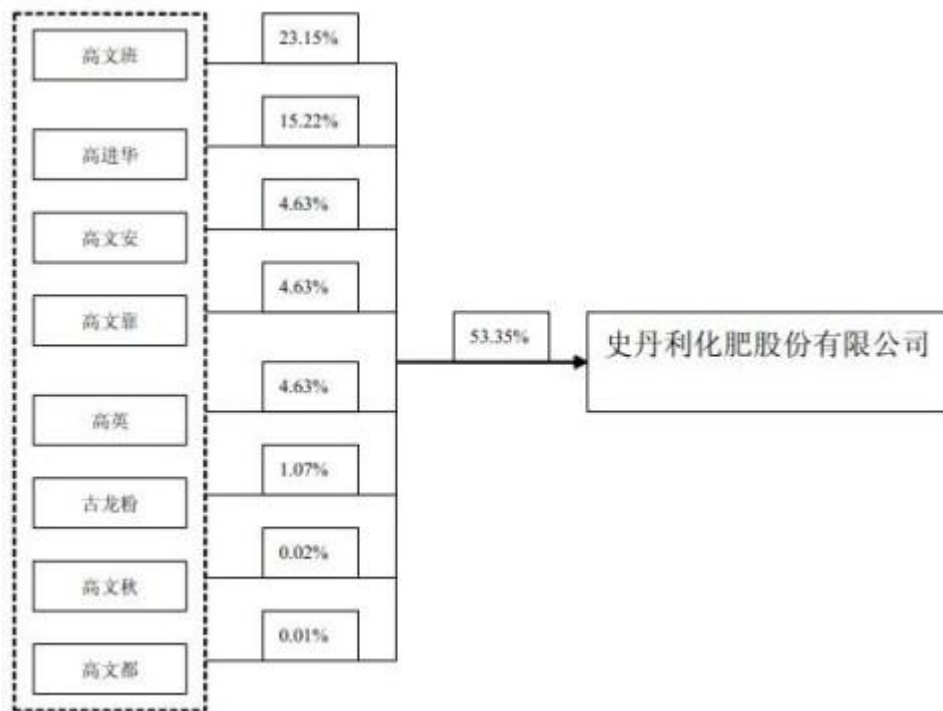 高文班
23.15%
高进华
15.22%
高文安
4.63%
高文靠
4.63%
53.35%
史丹利化肥股份有限公司
高英
4.63%
古龙粉
1.07%
高文秋
0.02%
高文都
0.01%